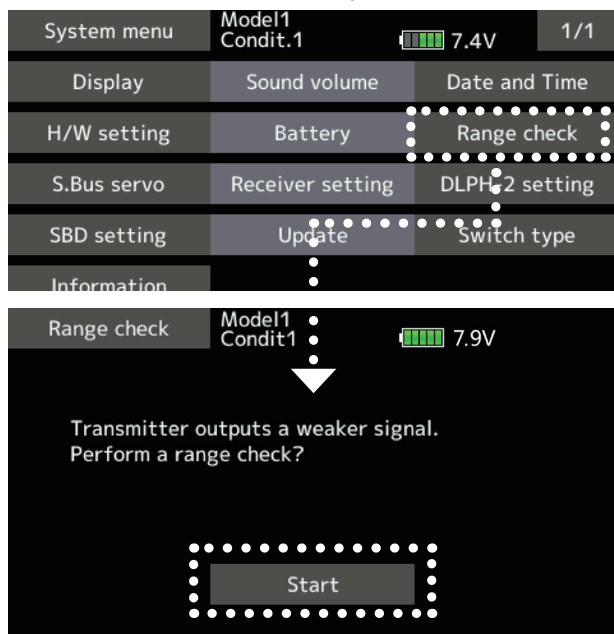 System menu Model1 Condit.1 7.4V 1/1
Display Sound volume Date and Time
H/W setting Battery Range check
S.Bus servo Receiver setting DLPH-2 setting
SBD setting Update Switch type
Information
Range check Model1 Condit1 7.9V
Transmitter outputs a weaker signal.
Perform a range check?
Start